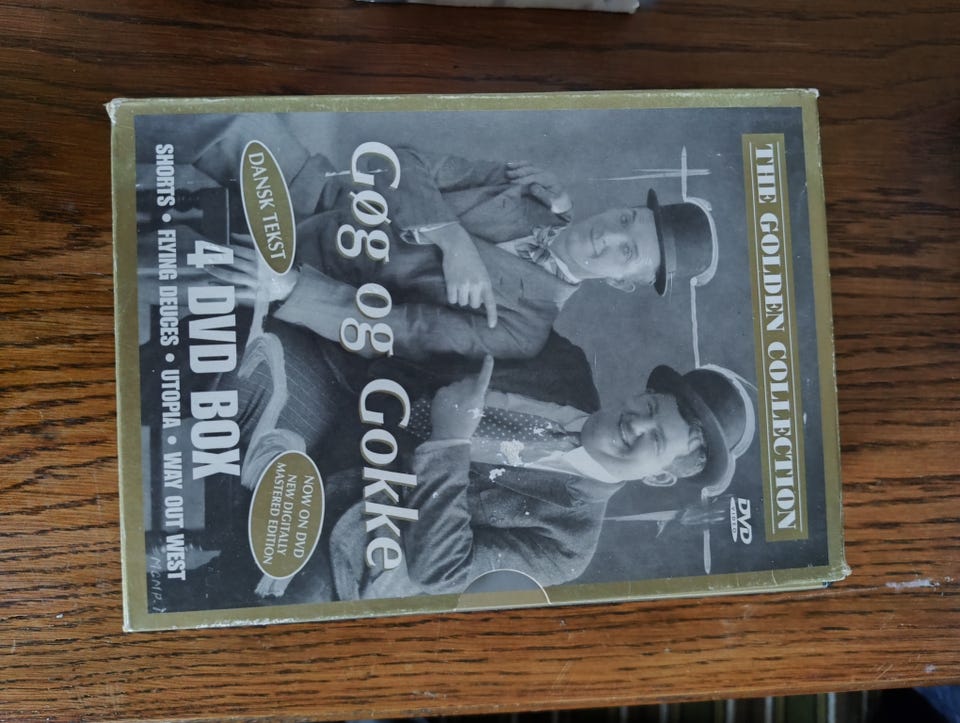 THE GOLDEN COLLECTION
DVD
VIDEO
Gøg og Gokke
DANSK TEKST
NOW ON DVD
NEW DIGITALLY
MASTERED EDITION
4 DVD BOX
SHORTS • FLYING DEUCES • UTOPIA • WAY OUT WEST